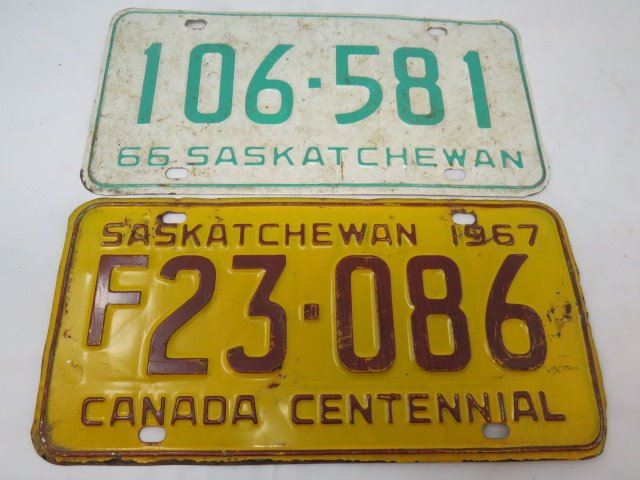 106·581
66 SASKATCHEWAN
SASKATCHEWAN 1967
F23·086
CANADA CENTENNIAL